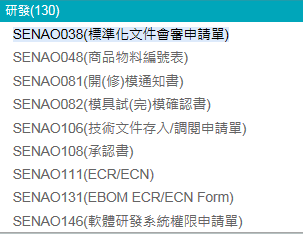 研發(130)
SENAO038(標準化文件會審申請單)
SENAO048(商品物料編號表)
SENAO081(開(修)模通知書)
SENAO082(模具試(完)模確認書)
SENAO106(技術文件存入/調閱申請單)
SENAO108(承認書)
SENAO111(ECR/ECN)
SENAO131(EBOM ECR/ECN Form)
SENAO146(軟體研發系統權限申請單)